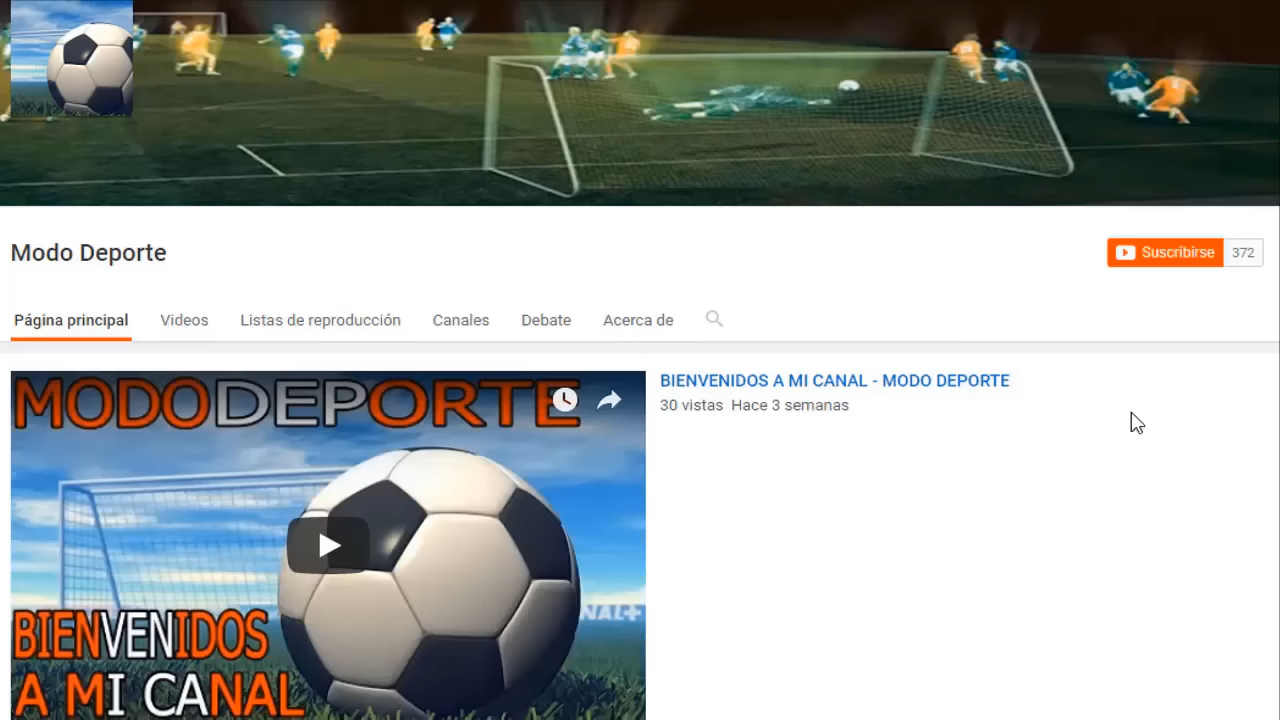 Modo Deporte
Suscribirse 372
Página principal Videos Listas de reproducción Canales Debate Acerca de
MODODEPORTE
BIENVENIDOS A MI CANAL - MODO DEPORTE
30 vistas Hace 3 semanas
NAL+
BIENVENIDOS
A MI CANAL